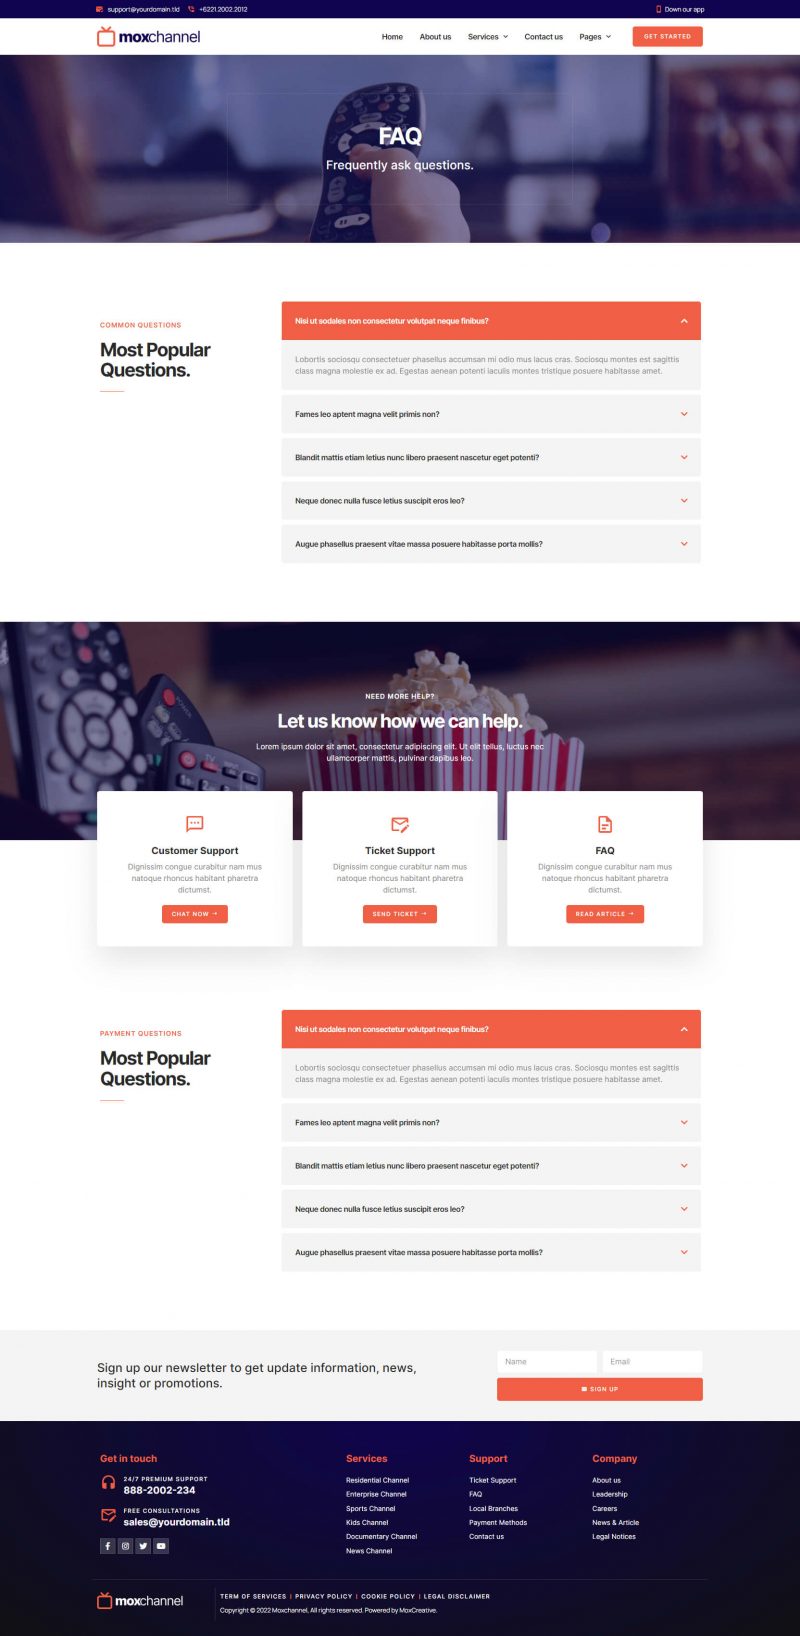 support@yourdomain.tld +6221.2002.2012 Down our app
moxchannel Home About us Services Contact us Pages GET STARTED
FAQ
Frequently ask questions.
COMMON QUESTIONS
Most Popular
Questions.
Nisi ut sodales non consectetur volutpat neque finibus?
Lobortis sociosqu consectetuer phasellus accumsan mi odio mus lacus cras. Sociosqu montes est sagittis
class magna molestie ex ad. Egestas aenean potenti iaculis montes tristique posuere habitasse amet.
Fames leo aptent magna velit primis non?
Blandit mattis etiam letius nunc libero praesent nascetur eget potenti?
Neque donec nulla fusce letius suscipit eros leo?
Augue phasellus praesent vitae massa posuere habitasse porta mollis?
NEED MORE HELP?
Let us know how we can help.
Lorem ipsum dolor sit amet, consectetur adipiscing elit. Ut elit tellus, luctus nec
ullamcorper mattis, pulvinar dapibus leo.
Customer Support
Dignissim congue curabitur nam mus
natoque rhoncus habitant pharetra
dictumst.
CHAT NOW
Ticket Support
Dignissim congue curabitur nam mus
natoque rhoncus habitant pharetra
dictumst.
SEND TICKET
FAQ
Dignissim congue curabitur nam mus
natoque rhoncus habitant pharetra
dictumst.
READ ARTICLE
PAYMENT QUESTIONS
Most Popular
Questions.
Nisi ut sodales non consectetur volutpat neque finibus?
Lobortis sociosqu consectetuer phasellus accumsan mi odio mus lacus cras. Sociosqu montes est sagittis
class magna molestie ex ad. Egestas aenean potenti iaculis montes tristique posuere habitasse amet.
Fames leo aptent magna velit primis non?
Blandit mattis etiam letius nunc libero praesent nascetur eget potenti?
Neque donec nulla fusce letius suscipit eros leo?
Augue phasellus praesent vitae massa posuere habitasse porta mollis?
Sign up our newsletter to get update information, news,
insight or promotions.
Name Email
SIGN UP
Get in touch
24/7 PREMIUM SUPPORT
888-2002-234
FREE CONSULTATIONS
sales@yourdomain.tld
Services
Residential Channel
Enterprise Channel
Sports Channel
Kids Channel
Documentary Channel
News Channel
Support
Ticket Support
FAQ
Local Branches
Payment Methods
Contact us
Company
About us
Leadership
Careers
News & Article
Legal Notices
moxchannel
TERM OF SERVICES | PRIVACY POLICY | COOKIE POLICY | LEGAL DISCLAIMER
Copyright © 2022 Moxchannel, All rights reserved. Powered by MoxCreative.